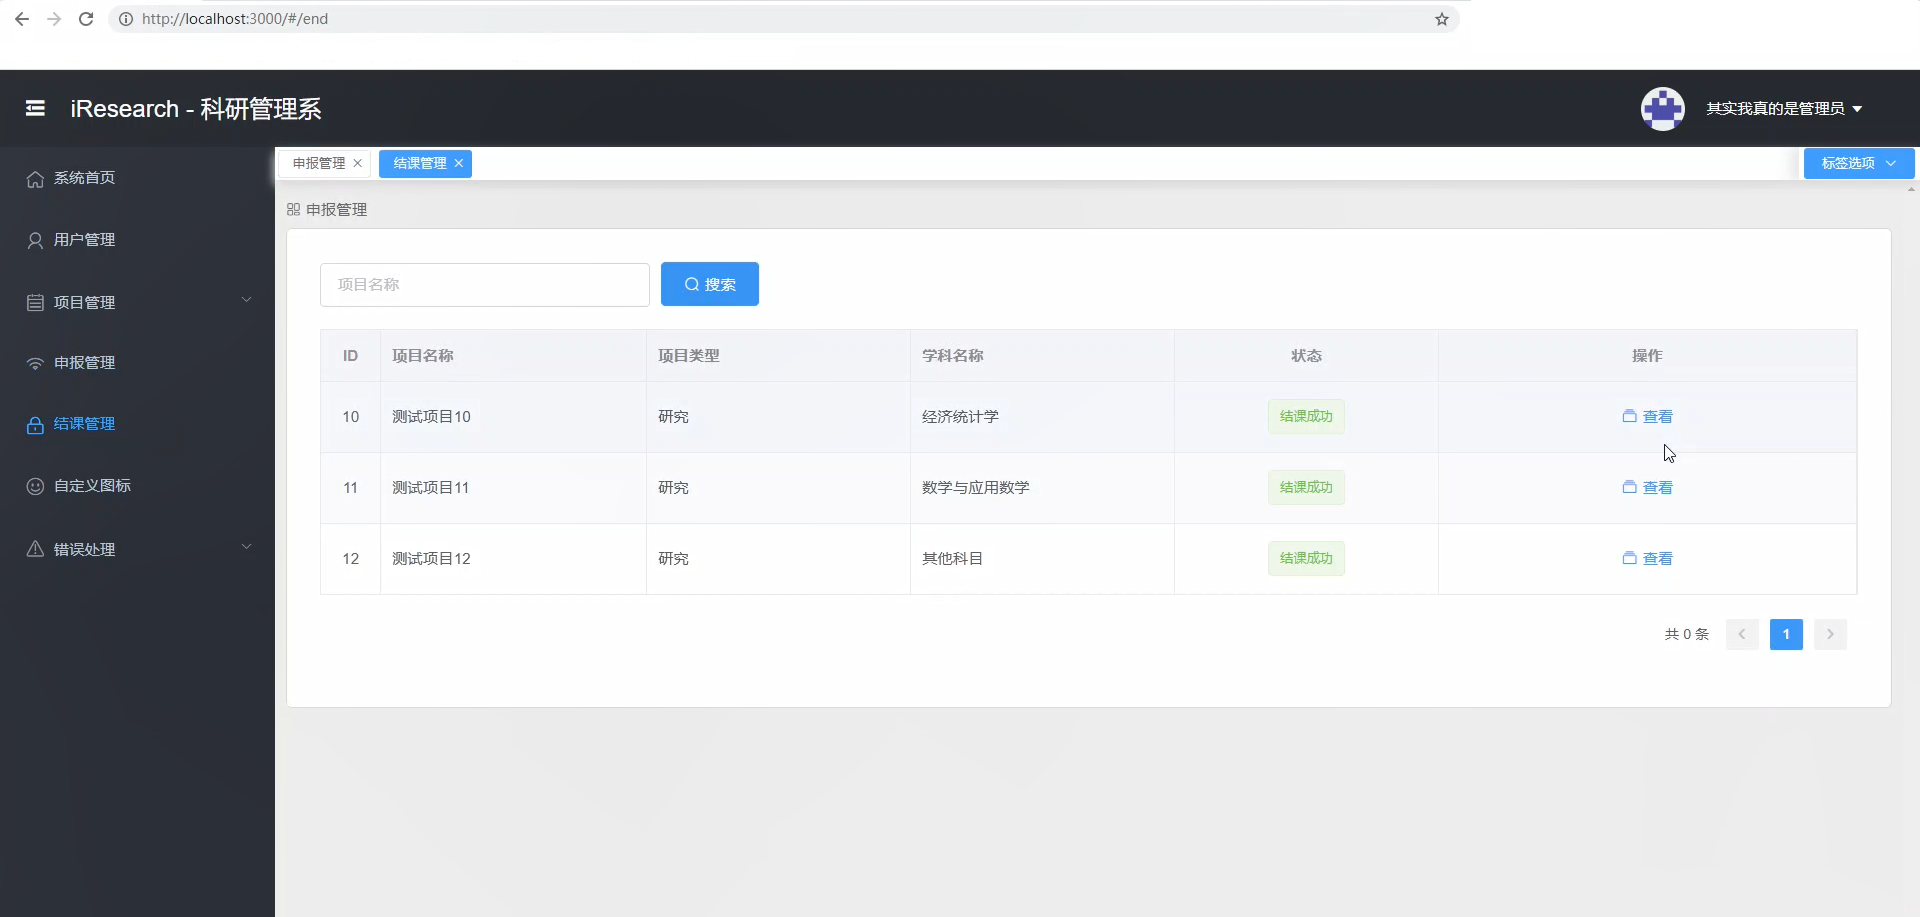 http://localhost:3000/#/end
iResearch - 科研管理系
其实我真的是管理员
系统首页
用户管理
项目管理
申报管理
结课管理
自定义图标
错误处理
申报管理 结课管理 标签选项
申报管理
项目名称 搜索
ID 项目名称 项目类型 学科名称 状态 操作
10 测试项目10 研究 经济统计学 结课成功 查看
11 测试项目11 研究 数学与应用数学 结课成功 查看
12 测试项目12 研究 其他科目 结课成功 查看
共 0 条 1